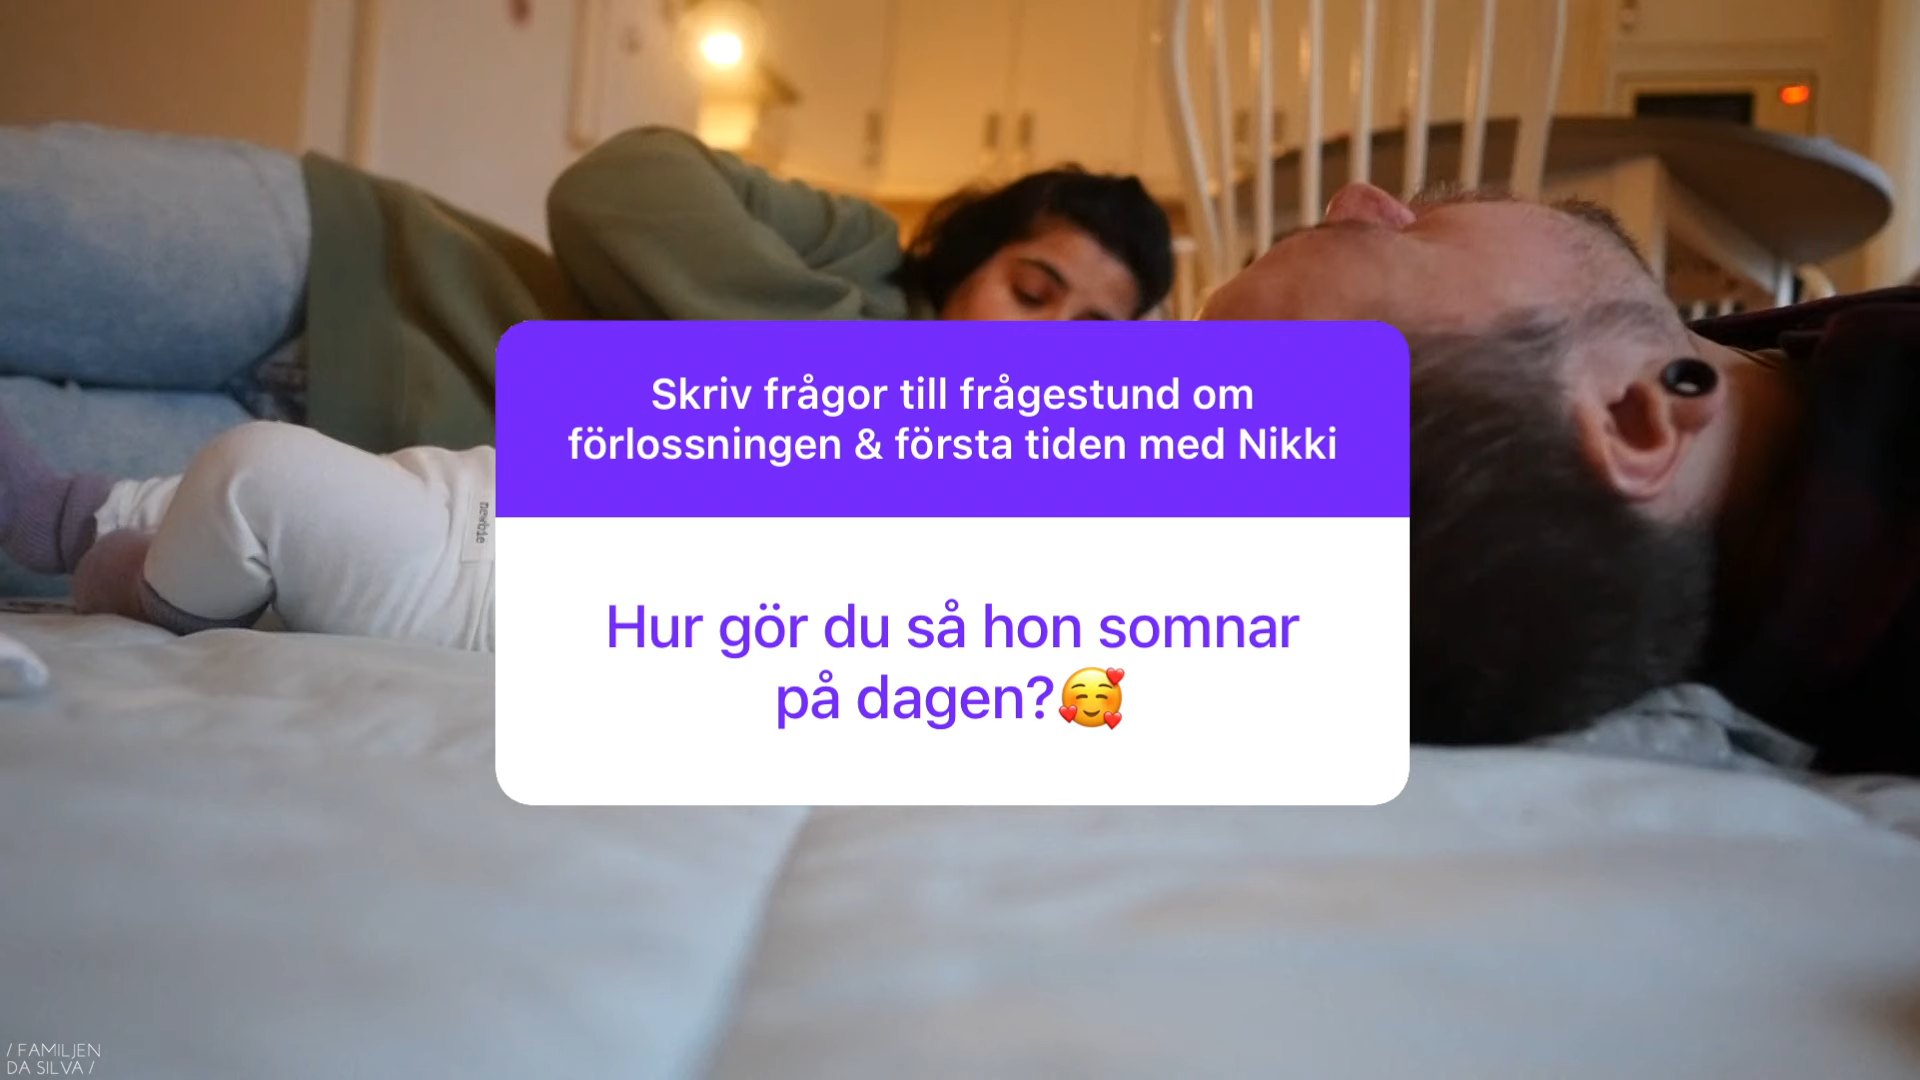 Skriv frågor till frågestund om
förlossningen & första tiden med Nikki
newbie
Hur gör du så hon somnar
på dagen?🥰
/ FAMILJEN
DA SILVA /